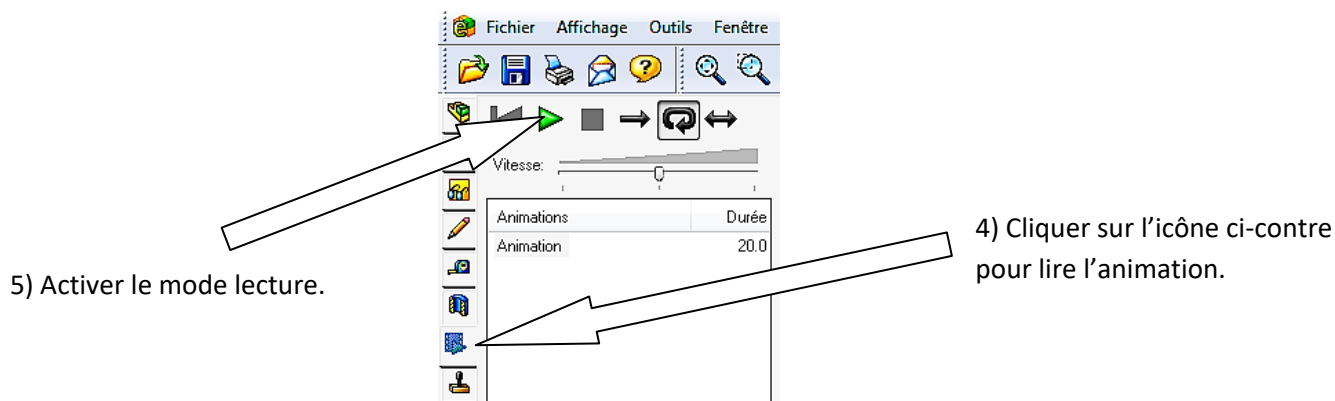 Fichier Affichage Outils Fenêtre
Vitesse:
Animations Durée
Animation 20.0
4) Cliquer sur l’icône ci-contre
pour lire l’animation.
5) Activer le mode lecture.